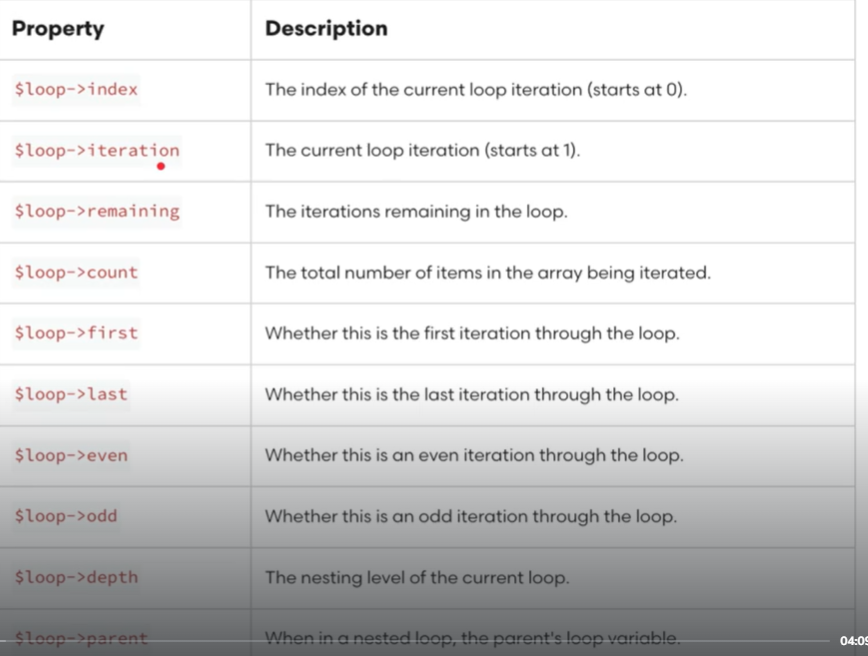 Property Description
$loop->index The index of the current loop iteration (starts at 0).
$loop->iteration The current loop iteration (starts at 1).
$loop->remaining The iterations remaining in the loop.
$loop->count The total number of items in the array being iterated.
$loop->first Whether this is the first iteration through the loop.
$loop->last Whether this is the last iteration through the loop.
$loop->even Whether this is an even iteration through the loop.
$loop->odd Whether this is an odd iteration through the loop.
$loop->depth The nesting level of the current loop.
$loop->parent When in a nested loop, the parent's loop variable.
04:09